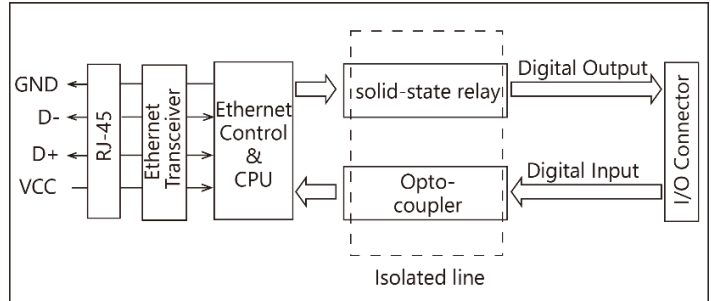 GND
D-
D+
VCC
RJ-45
Ethernet
Transceiver
Ethernet
Control
&
CPU
solid-state relay
Opto-
coupler
Isolated line
Digital Output
Digital Input
I/O Connector